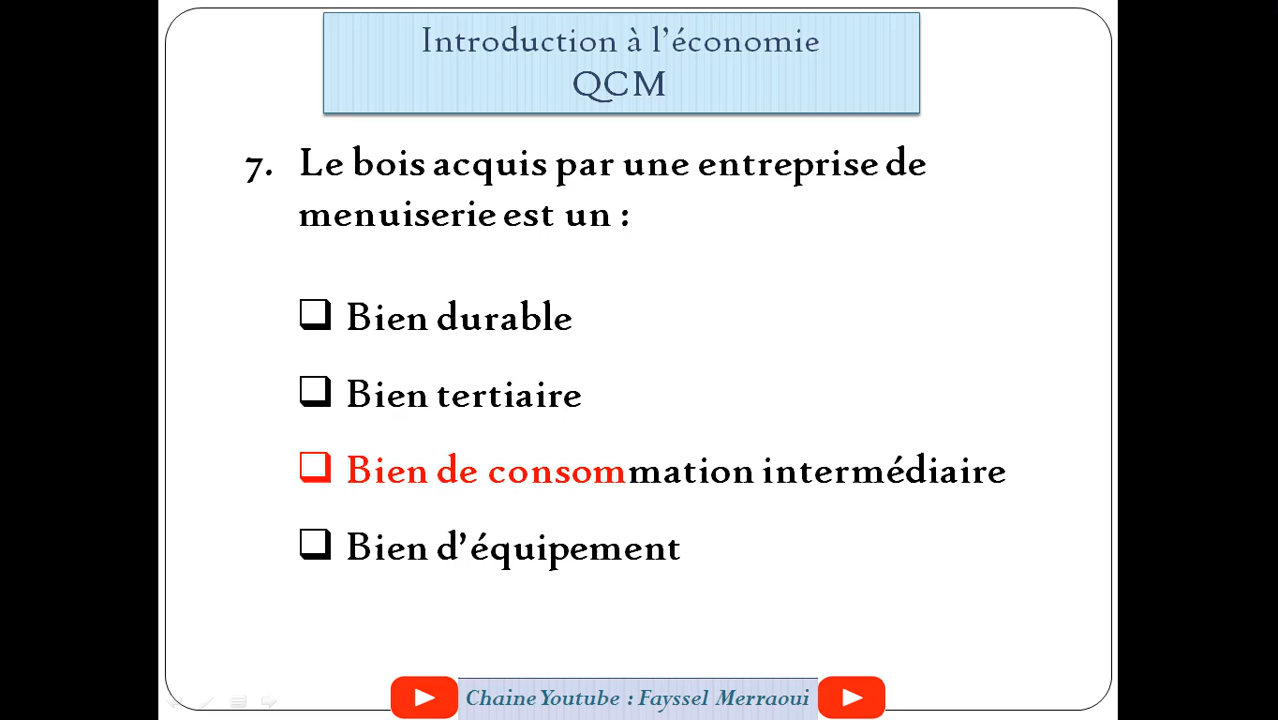 Introduction à l'économie
QCM
7. Le bois acquis par une entreprise de
menuiserie est un :
Bien durable
Bien tertiaire
Bien de consommation intermédiaire
Bien d'équipement
Chaine Youtube : Fayssel Merraoui